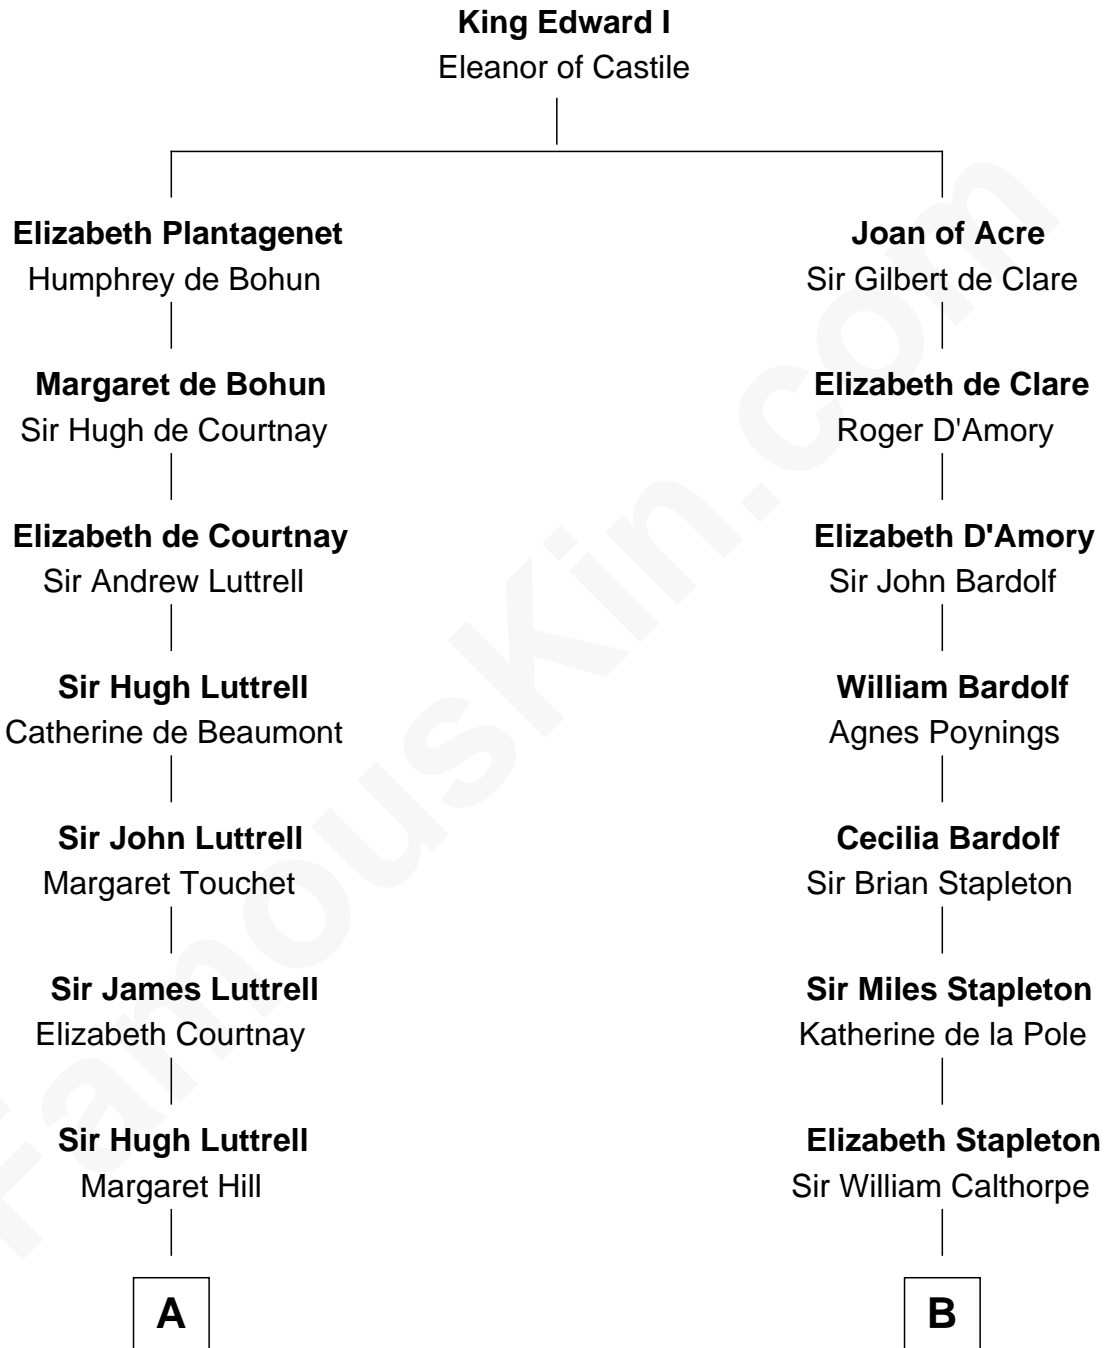 King Edward I
Eleanor of Castile
Elizabeth Plantagenet
Humphrey de Bohun
Margaret de Bohun
Sir Hugh de Courtnay
Elizabeth de Courtnay
Sir Andrew Luttrell
Sir Hugh Luttrell
Catherine de Beaumont
Sir John Luttrell
Margaret Touchet
Sir James Luttrell
Elizabeth Courtnay
Sir Hugh Luttrell
Margaret Hill
A
Joan of Acre
Sir Gilbert de Clare
Elizabeth de Clare
Roger D'Amory
Elizabeth D'Amory
Sir John Bardolf
William Bardolf
Agnes Poynings
Cecilia Bardolf
Sir Brian Stapleton
Sir Miles Stapleton
Katherine de la Pole
Elizabeth Stapleton
Sir William Calthorpe
B
FamousKin.com